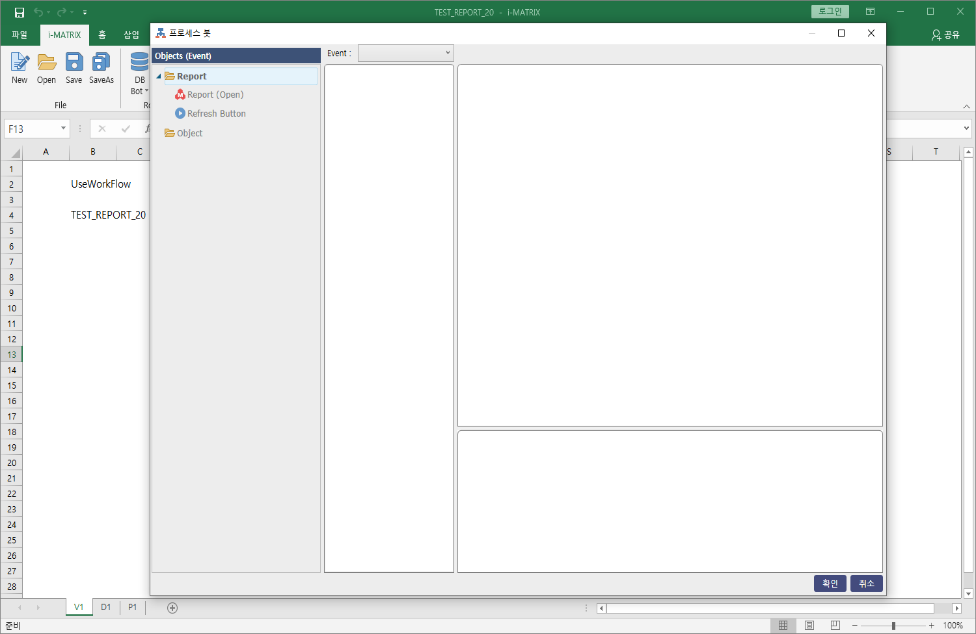 TEST_REPORT_20 - i-MATRIX
로그인
파일
i-MATRIX
홈
삽입
공유
프로세스 봇
New
Open
Save
SaveAs
DB
Bot
File
Objects (Event)
Event :
Report
Report (Open)
Refresh Button
Object
F13
A B C S T
1
2 UseWorkFlow
3
4 TEST_REPORT_20
5
6
7
8
9
10
11
12
13
14
15
16
17
18
19
20
21
22
23
24
25
26
27
28
확인
취소
V1 D1 P1
준비
100%